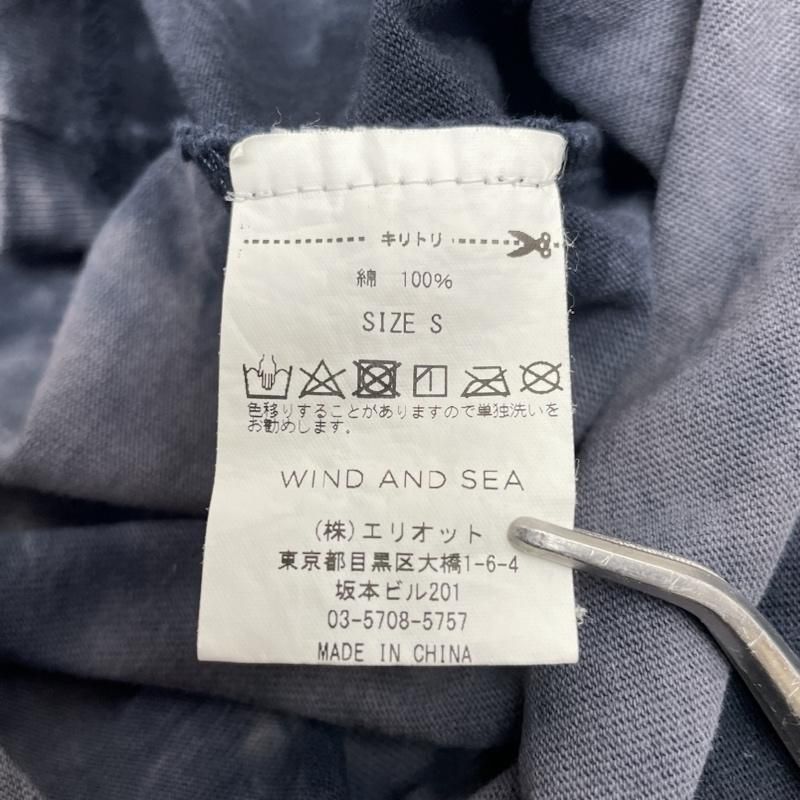 キリトリ
綿 100%
SIZE S
色移りすることがありますので単独洗いを
お勧めします。
WIND AND SEA
(株)エリオット
東京都目黒区大橋1-6-4
坂本ビル201
03-5708-5757
MADE IN CHINA